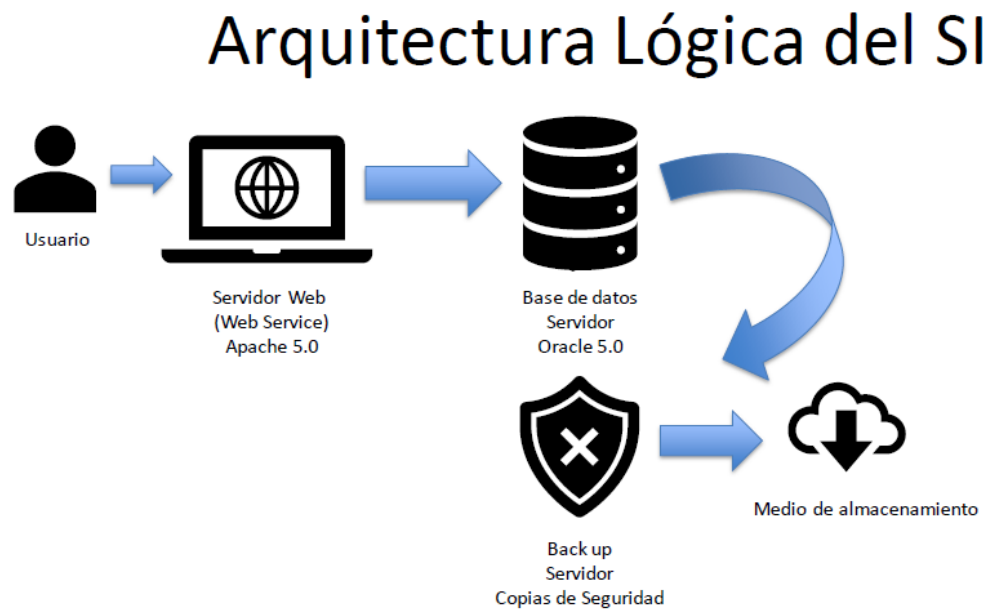 Arquitectura Lógica del SI
Usuario
Servidor Web
(Web Service)
Apache 5.0
Base de datos
Servidor
Oracle 5.0
Back up
Servidor
Copias de Seguridad
Medio de almacenamiento